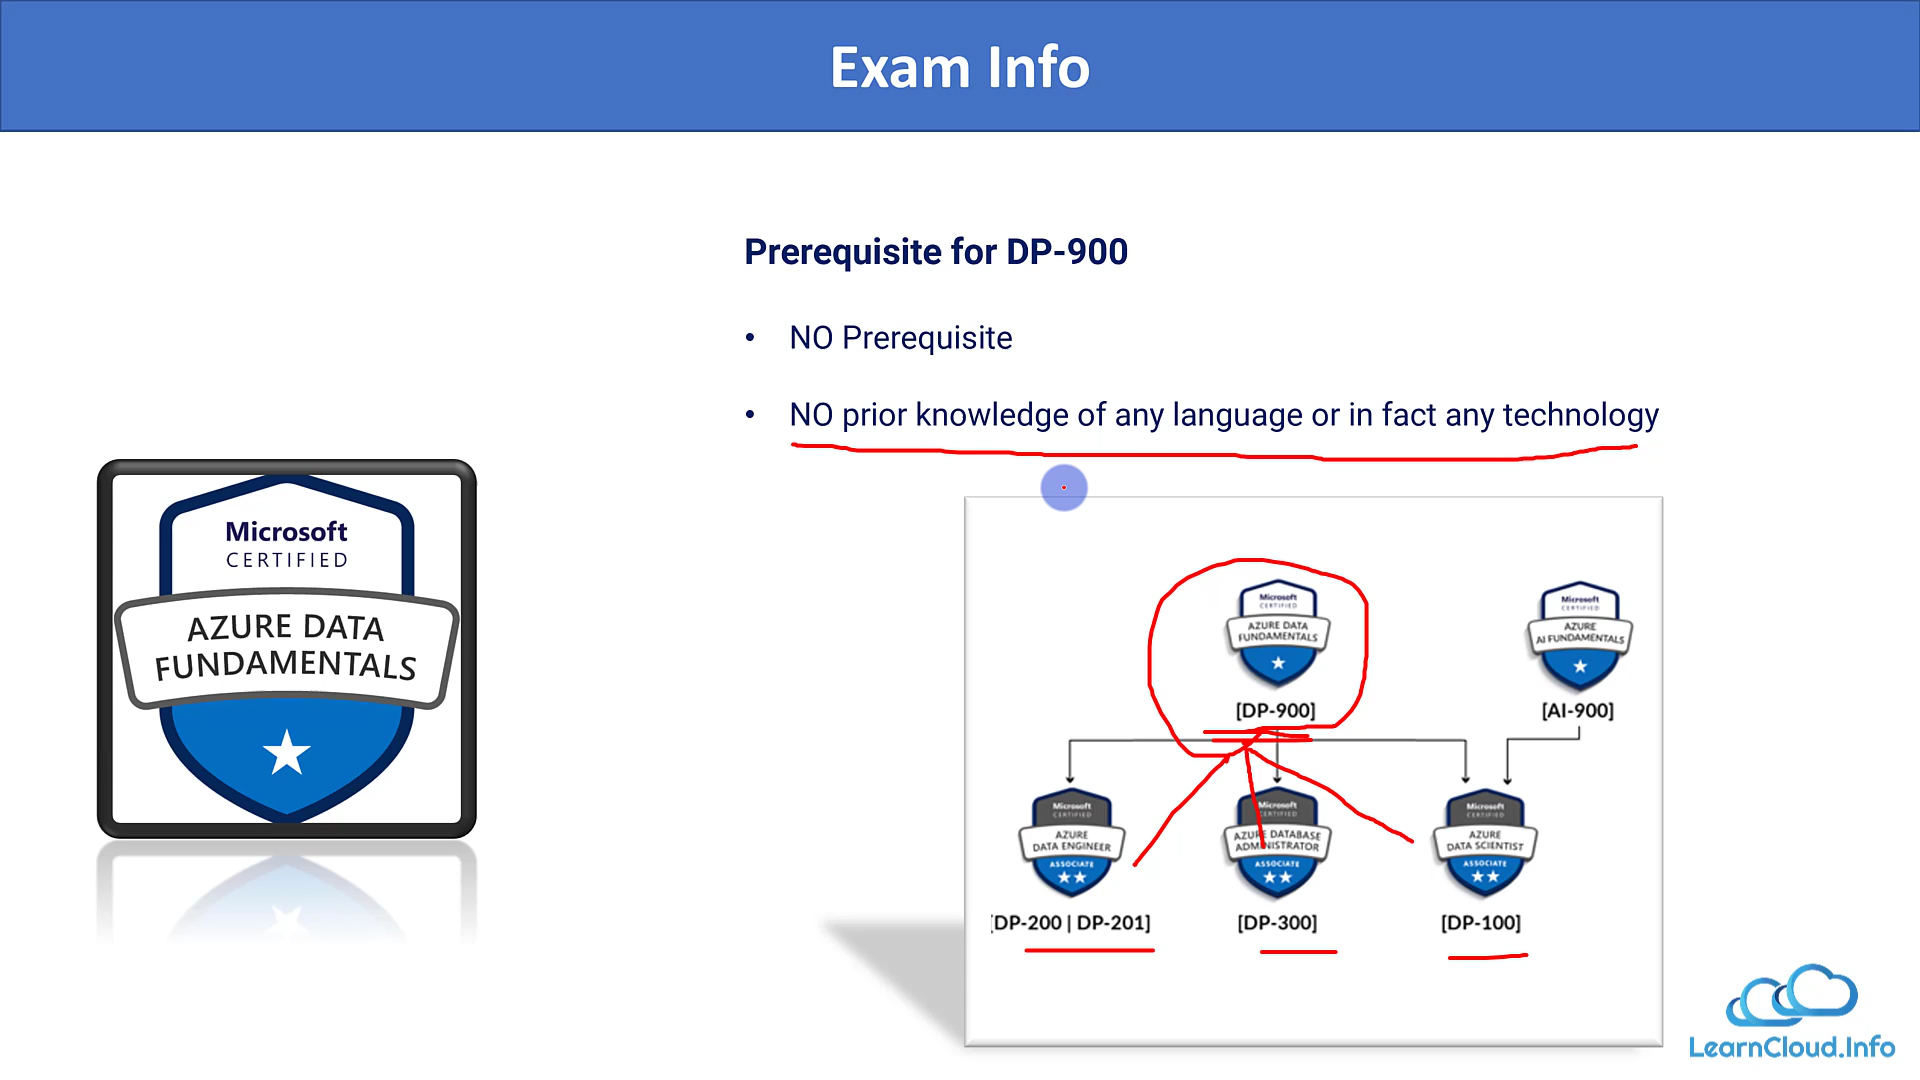 Exam Info
Prerequisite for DP-900
• NO Prerequisite
• NO prior knowledge of any language or in fact any technology
Microsoft
CERTIFIED
AZURE DATA
FUNDAMENTALS
Microsoft
CERTIFIED
AZURE DATA
FUNDAMENTALS
[DP-900]
Microsoft
CERTIFIED
AZURE
AI FUNDAMENTALS
[AI-900]
Microsoft
CERTIFIED
AZURE
DATA ENGINEER
ASSOCIATE
[DP-200 | DP-201]
Microsoft
CERTIFIED
AZURE DATABASE
ADMINISTRATOR
ASSOCIATE
[DP-300]
Microsoft
CERTIFIED
AZURE
DATA SCIENTIST
ASSOCIATE
[DP-100]
LearnCloud.Info